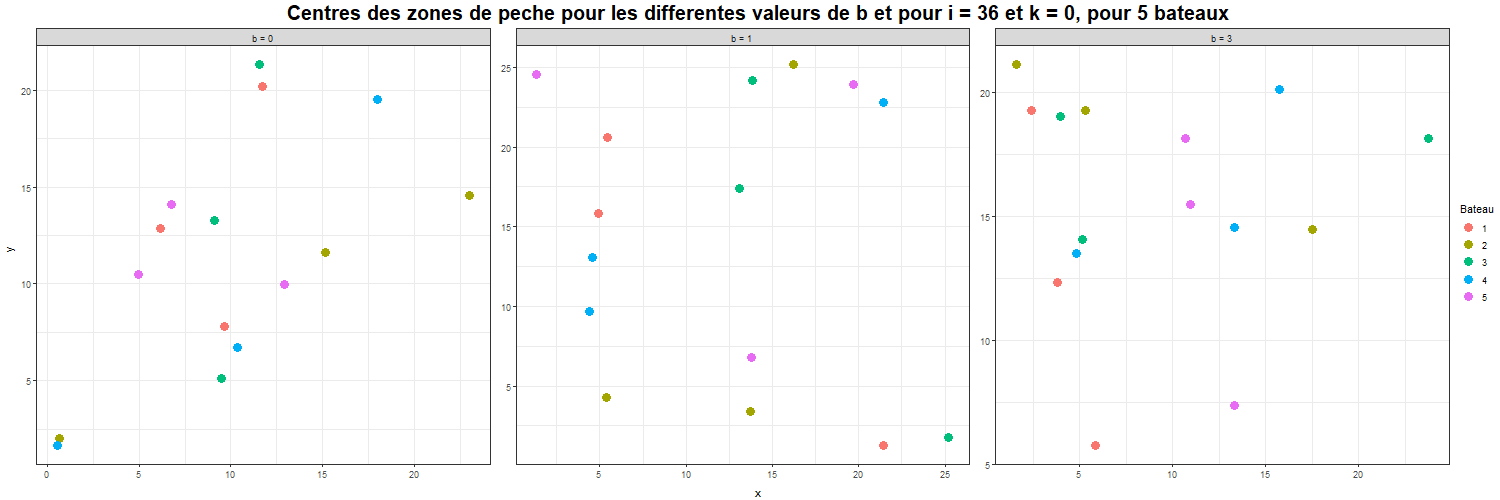 Centres des zones de peche pour les differentes valeurs de b et pour i = 36 et k = 0, pour 5 bateaux
b = 0
b = 1
b = 3
y
20
15
10
5
0 5 10 15 20
25
20
15
10
5
5 10 15 20 25
20
15
10
5
5 10 15 20
x
Bateau
1
2
3
4
5